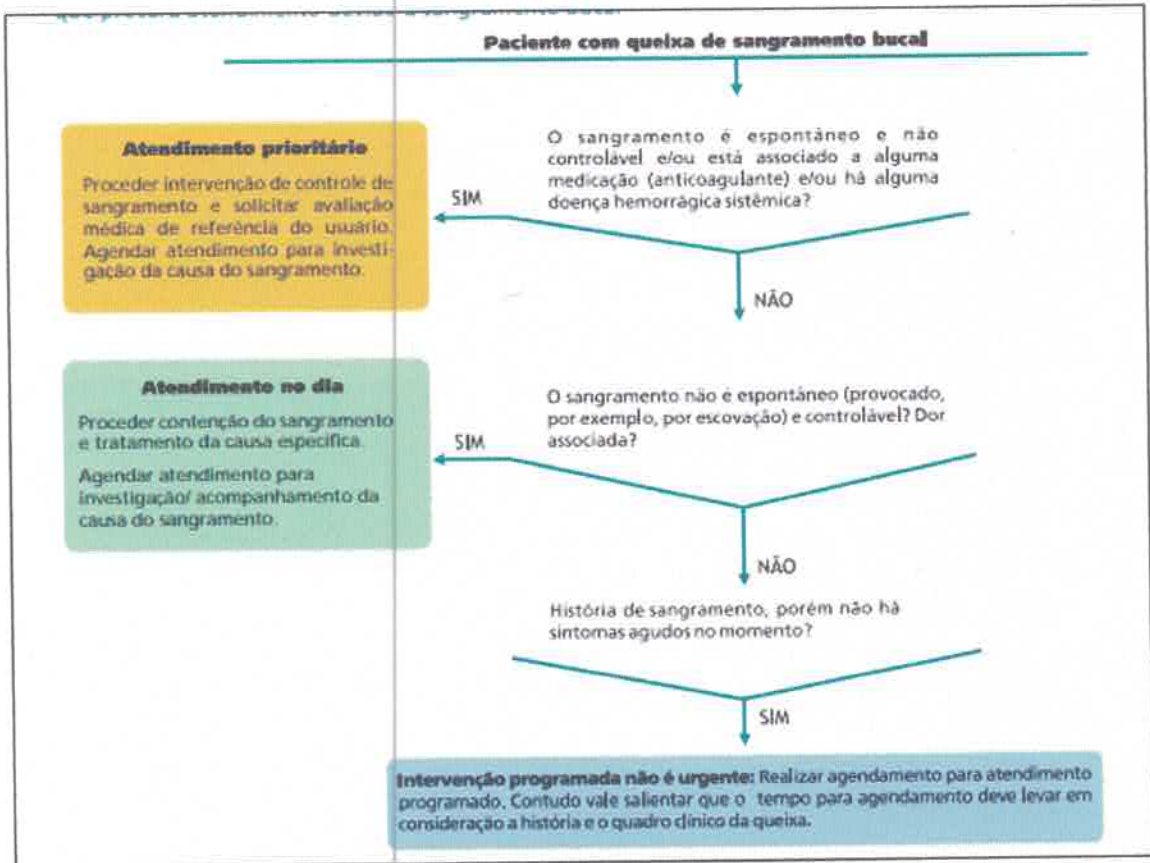 Paciente com queixa de sangramento bucal
O sangramento é espontâneo e não
controlável e/ou está associado a alguma
medicação (anticoagulante) e/ou há alguma
doença hemorrágica sistêmica?
SIM
Atendimento prioritário
Proceder intervenção de controle de
sangramento e solicitar avaliação
médica de referência do usuário.
Agendar atendimento para investi-
gação da causa do sangramento.
NÃO
O sangramento não é espontâneo (provocado,
por exemplo, por escovação) e controlável? Dor
associada?
SIM
Atendimento no dia
Proceder contenção do sangramento
e tratamento da causa específica.
Agendar atendimento para
investigação/ acompanhamento da
causa do sangramento.
NÃO
História de sangramento, porém não há
sintomas agudos no momento?
SIM
Intervenção programada não é urgente: Realizar agendamento para atendimento
programado. Contudo vale salientar que o tempo para agendamento deve levar em
consideração a história e o quadro clínico da queixa.